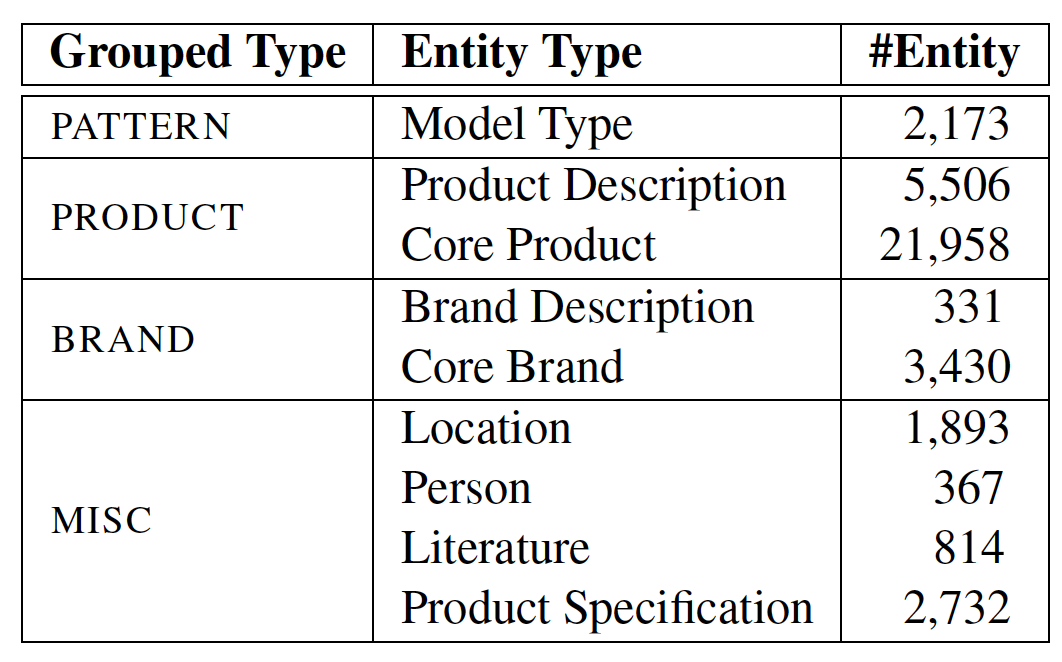 Grouped Type Entity Type #Entity
PATTERN Model Type 2,173
PRODUCT Product Description 5,506
Core Product 21,958
BRAND Brand Description 331
Core Brand 3,430
MISC Location 1,893
Person 367
Literature 814
Product Specification 2,732